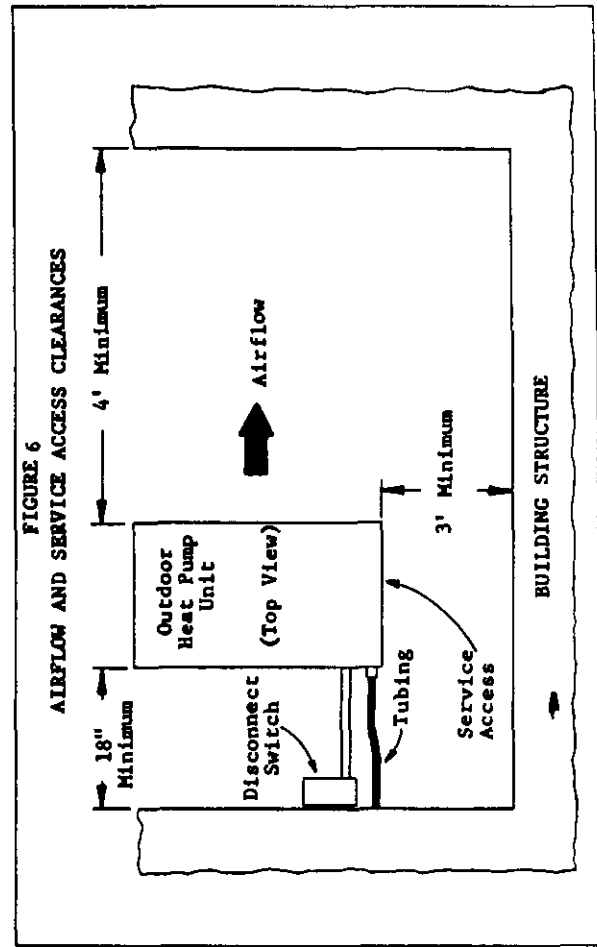 FIGURE 6
AIRFLOW AND SERVICE ACCESS CLEARANCES
18"
Minimum
4' Minimum
Outdoor
Heat Pump
Unit
(Top View)
Airflow
Disconnect
Switch
Tubing
Service
Access
3' Minimum
BUILDING STRUCTURE